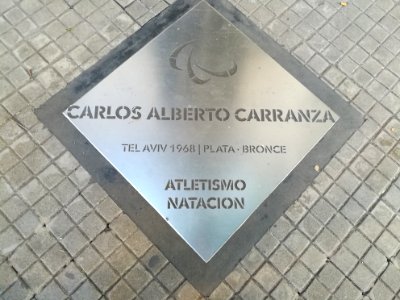 CARLOS ALBERTO CARRANZA
TEL AVIV 1968 | PLATA · BRONCE
ATLETISMO
NATACION